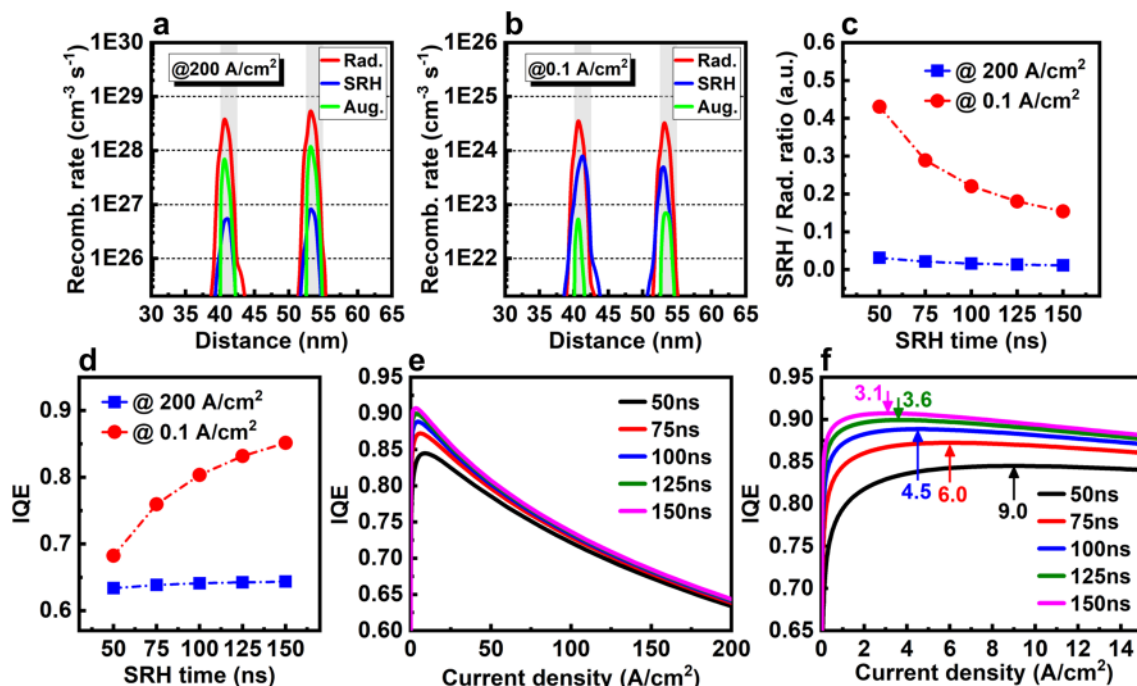 a
1E30
1E29
1E28
1E27
1E26
Recomb. rate (cm⁻³ s⁻¹)
@200 A/cm²
Rad.
SRH
Aug.
30 35 40 45 50 55 60 65
Distance (nm)
b
1E26
1E25
1E24
1E23
1E22
Recomb. rate (cm⁻³ s⁻¹)
@0.1 A/cm²
Rad.
SRH
Aug.
30 35 40 45 50 55 60 65
Distance (nm)
c
0.6
0.5
0.4
0.3
0.2
0.1
0.0
SRH / Rad. ratio (a.u.)
@ 200 A/cm²
@ 0.1 A/cm²
50 75 100 125 150
SRH time (ns)
d
0.9
0.8
0.7
0.6
IQE
@ 200 A/cm²
@ 0.1 A/cm²
50 75 100 125 150
SRH time (ns)
e
0.95
0.90
0.85
0.80
0.75
0.70
0.65
0.60
IQE
50ns
75ns
100ns
125ns
150ns
0 50 100 150 200
Current density (A/cm²)
f
0.95
0.90
0.85
0.80
0.75
0.70
0.65
IQE
3.1
3.6
4.5
6.0
9.0
50ns
75ns
100ns
125ns
150ns
0 2 4 6 8 10 12 14
Current density (A/cm²)